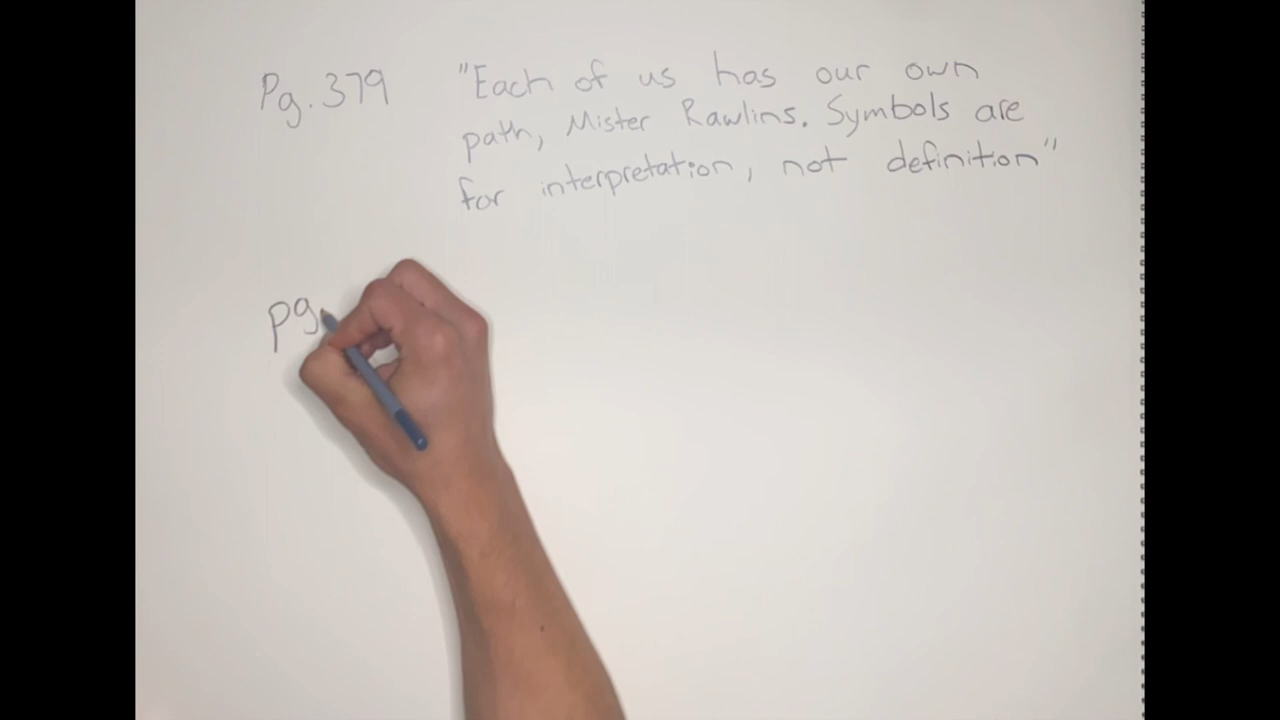 Pg. 379 "Each of us has our own
path, Mister Rawlins. Symbols are
for interpretation, not definition"
pg.